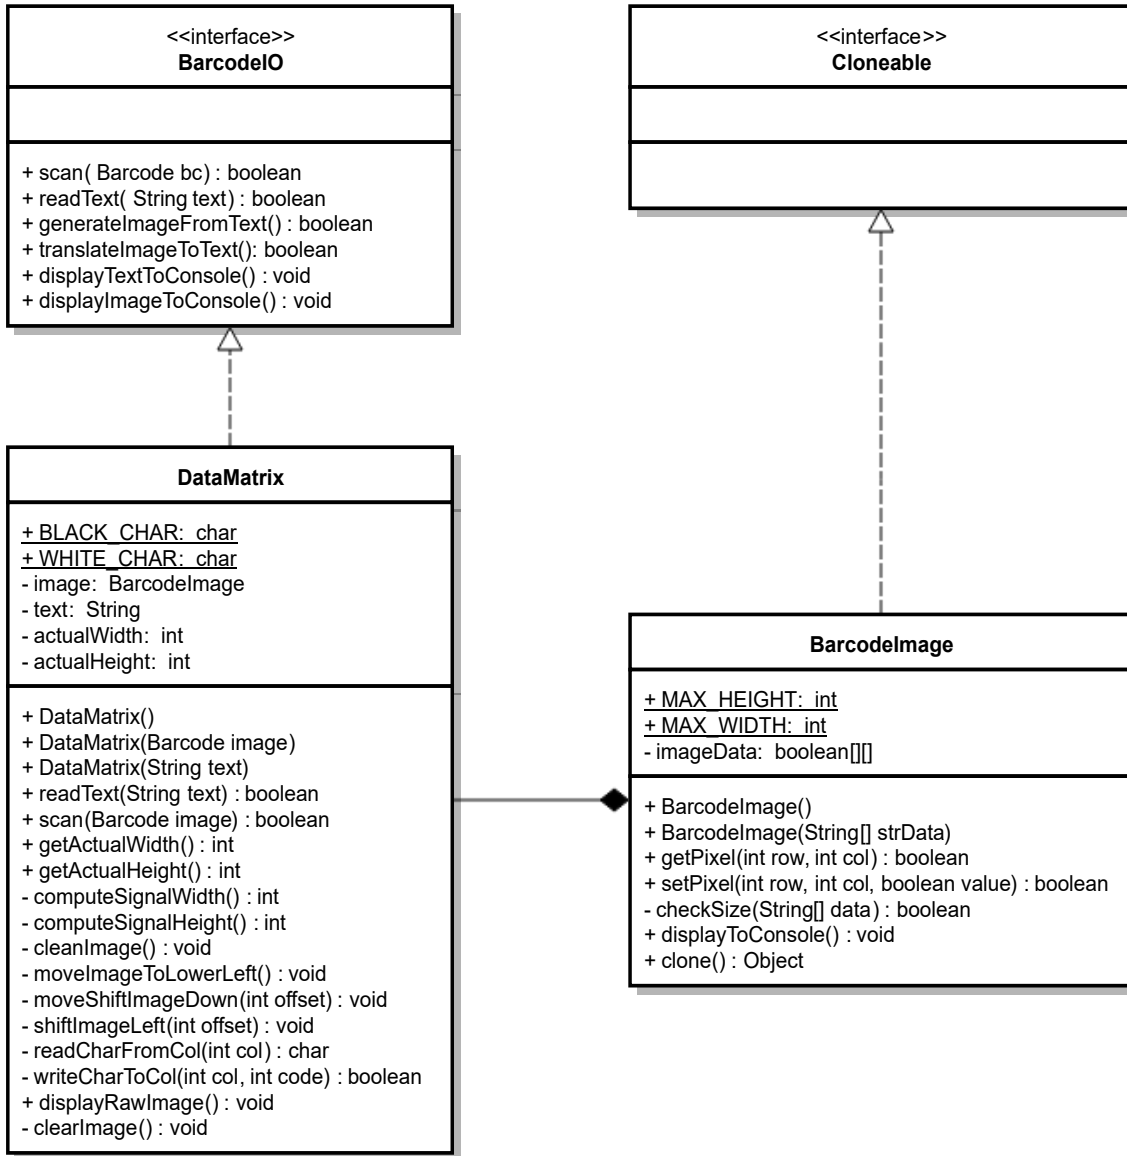 <<interface>>
BarcodeIO
+ scan( Barcode bc) : boolean
+ readText( String text) : boolean
+ generateImageFromText() : boolean
+ translateImageToText(): boolean
+ displayTextToConsole() : void
+ displayImageToConsole() : void
<<interface>>
Cloneable
DataMatrix
+ BLACK_CHAR: char
+ WHITE_CHAR: char
- image: BarcodeImage
- text: String
- actualWidth: int
- actualHeight: int
+ DataMatrix()
+ DataMatrix(Barcode image)
+ DataMatrix(String text)
+ readText(String text) : boolean
+ scan(Barcode image) : boolean
+ getActualWidth() : int
+ getActualHeight() : int
- computeSignalWidth() : int
- computeSignalHeight() : int
- cleanImage() : void
- moveImageToLowerLeft() : void
- moveShiftImageDown(int offset) : void
- shiftImageLeft(int offset) : void
- readCharFromCol(int col) : char
- writeCharToCol(int col, int code) : boolean
+ displayRawImage() : void
- clearImage() : void
BarcodeImage
+ MAX_HEIGHT: int
+ MAX_WIDTH: int
- imageData: boolean[][]
+ BarcodeImage()
+ BarcodeImage(String[] strData)
+ getPixel(int row, int col) : boolean
+ setPixel(int row, int col, boolean value) : boolean
- checkSize(String[] data) : boolean
+ displayToConsole() : void
+ clone() : Object